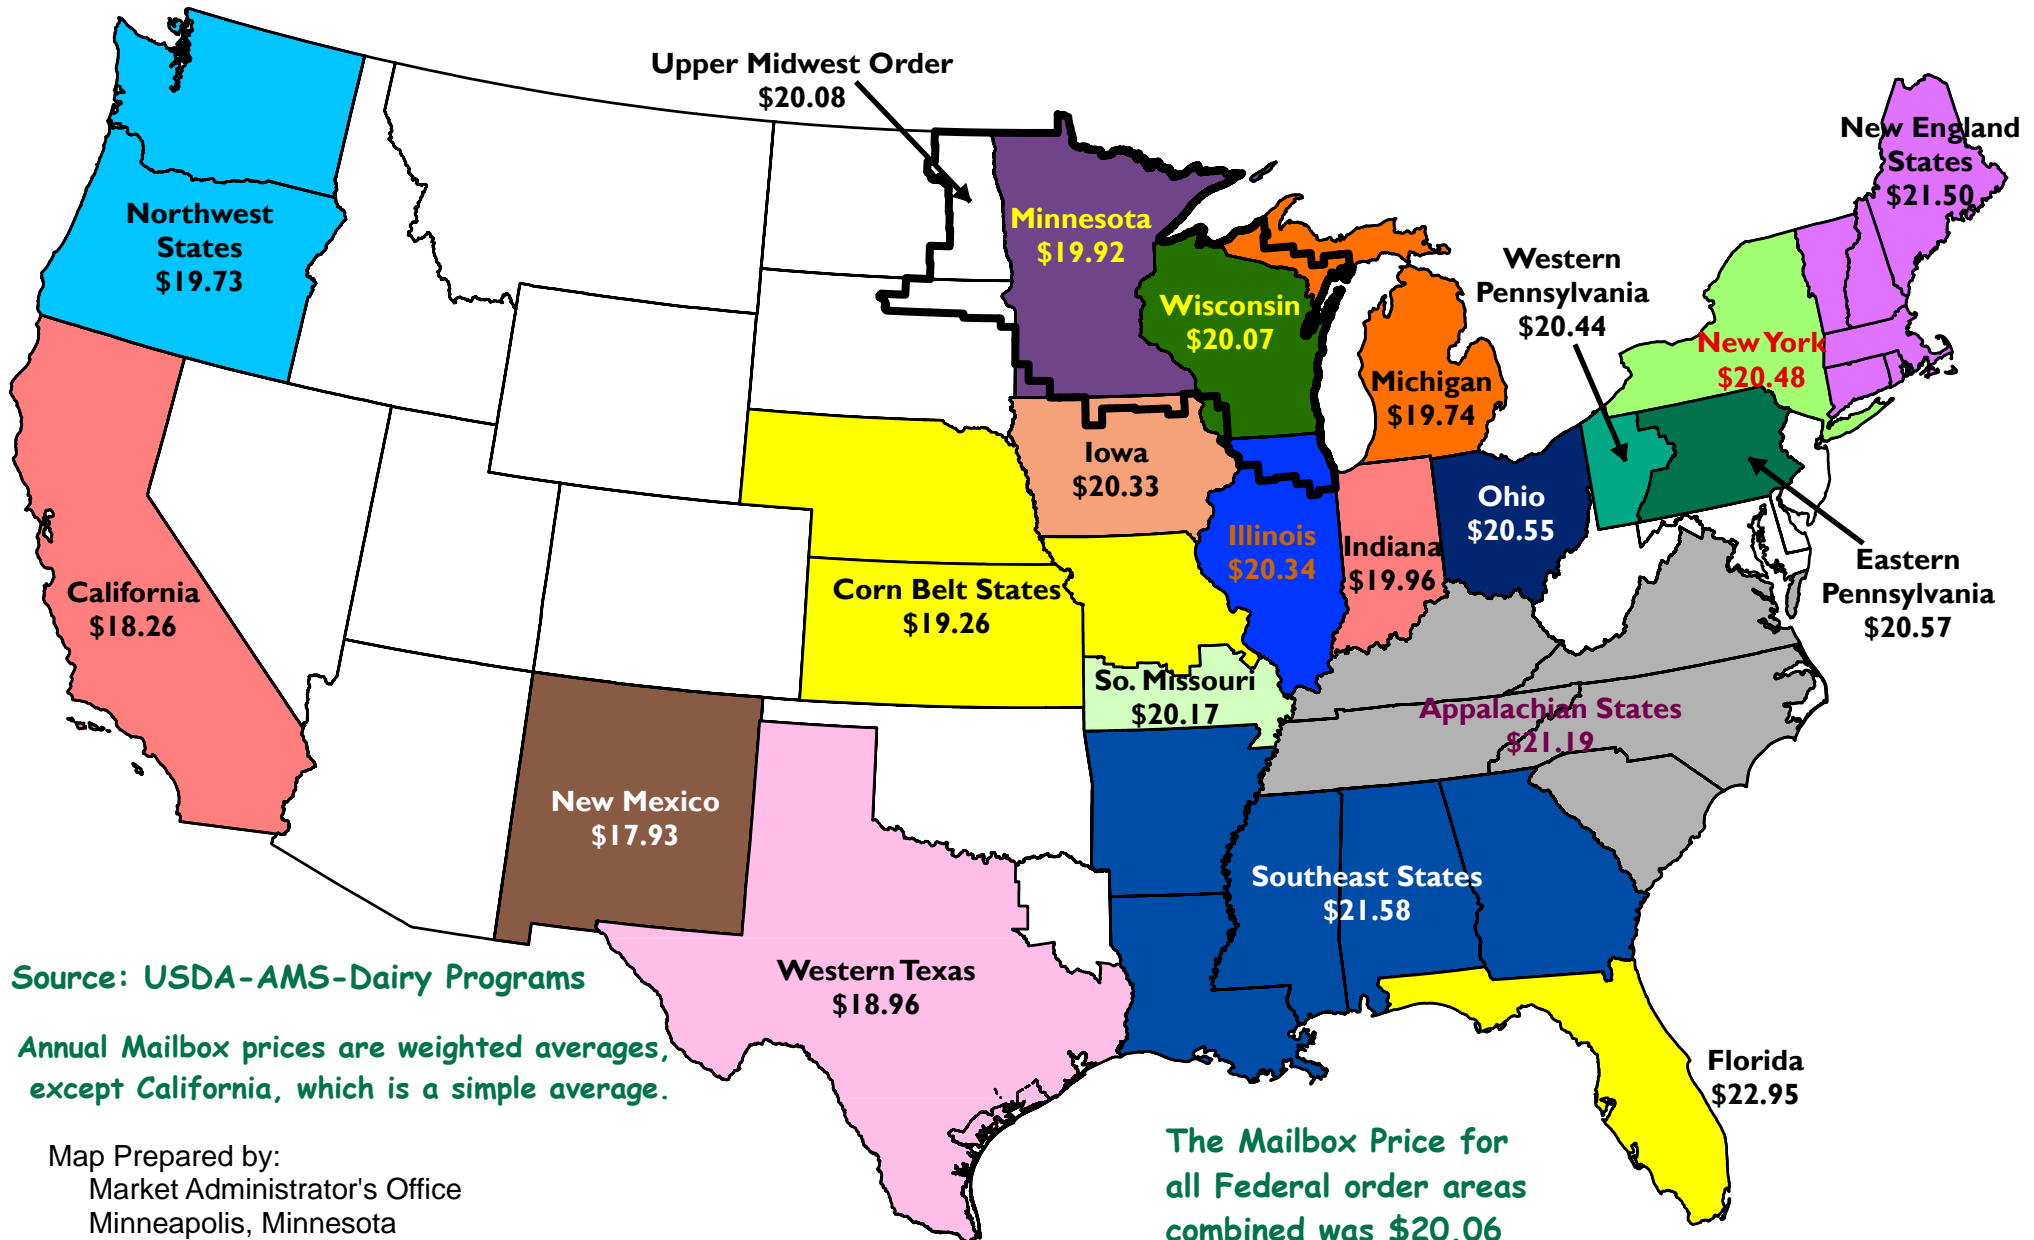 Upper Midwest Order
$20.08
New England
States
$21.50
Northwest
States
$19.73
Minnesota
$19.92
Wisconsin
$20.07
Western
Pennsylvania
$20.44
New York
$20.48
Michigan
$19.74
Iowa
$20.33
Ohio
$20.55
Illinois
$20.34
Indiana
$19.96
Eastern
Pennsylvania
$20.57
California
$18.26
Corn Belt States
$19.26
So. Missouri
$20.17
Appalachian States
$21.19
New Mexico
$17.93
Southeast States
$21.58
Western Texas
$18.96
Florida
$22.95
Source: USDA-AMS-Dairy Programs
Annual Mailbox prices are weighted averages,
except California, which is a simple average.
Map Prepared by:
Market Administrator's Office
Minneapolis, Minnesota
The Mailbox Price for
all Federal order areas
combined was $20.06